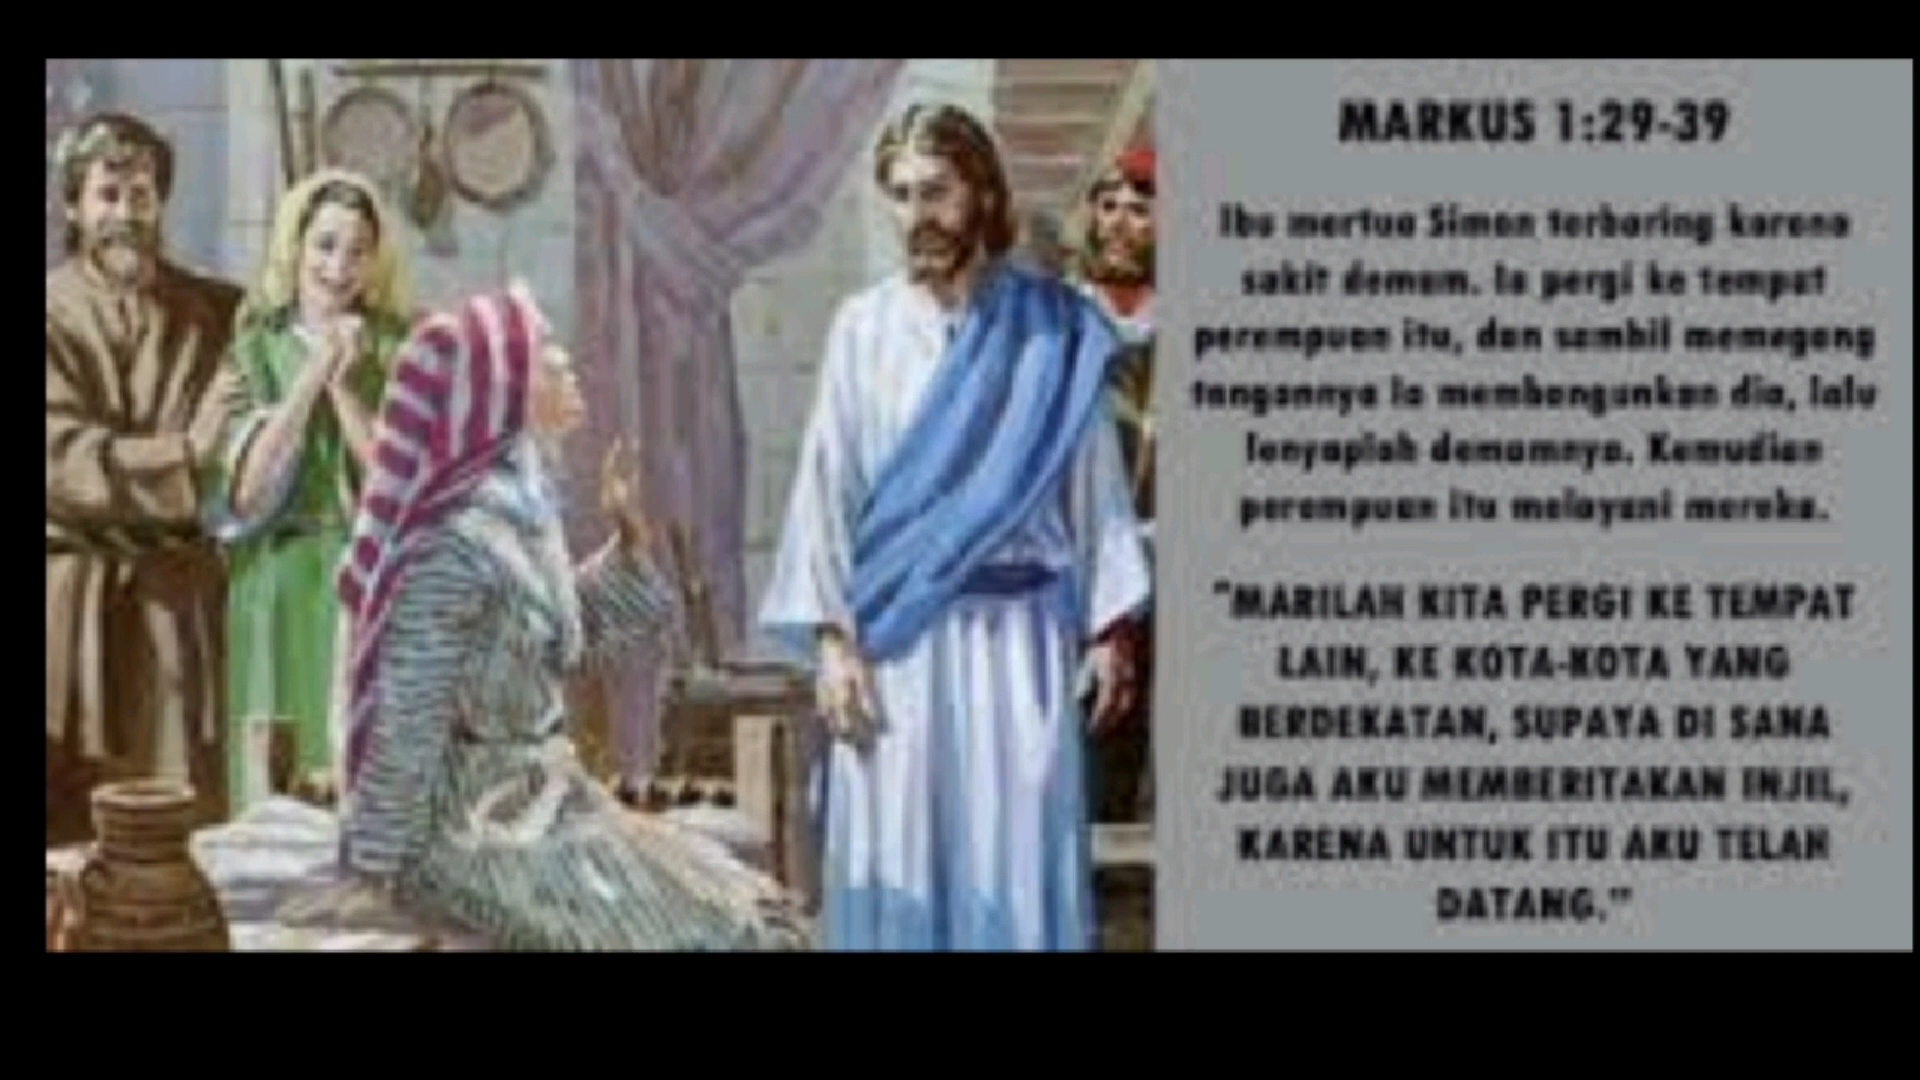 MARKUS 1:29-39
Ibu mertua Simon terbaring karena
sakit demam. Ia pergi ke tempat
perempuan itu, dan sambil memegang
tangannya Ia membangunkan dia, lalu
lenyaplah demamnya. Kemudian
perempuan itu melayani mereka.
"MARILAH KITA PERGI KE TEMPAT
LAIN, KE KOTA-KOTA YANG
BERDEKATAN, SUPAYA DI SANA
JUGA AKU MEMBERITAKAN INJIL,
KARENA UNTUK ITU AKU TELAH
DATANG."